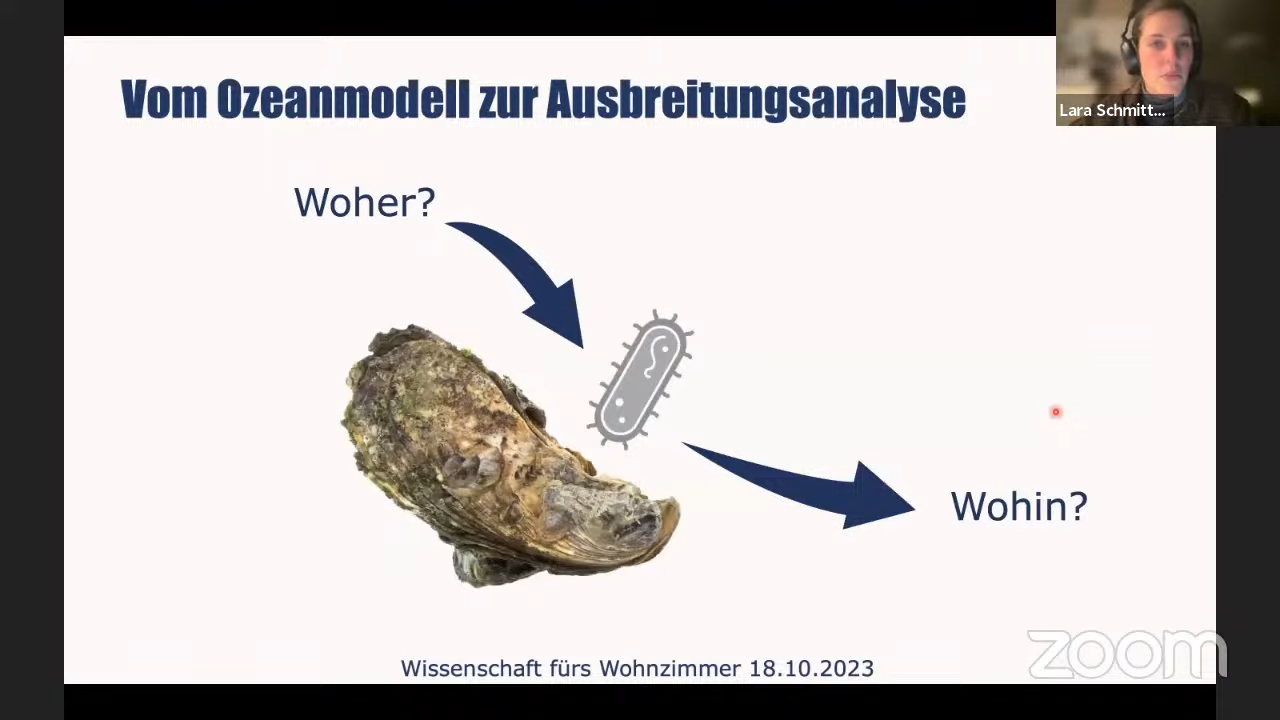 Vom Ozeanmodell zur Ausbreitungsanalyse
Lara Schmitt...
Woher?
Wohin?
Wissenschaft fürs Wohnzimmer 18.10.2023
zoom